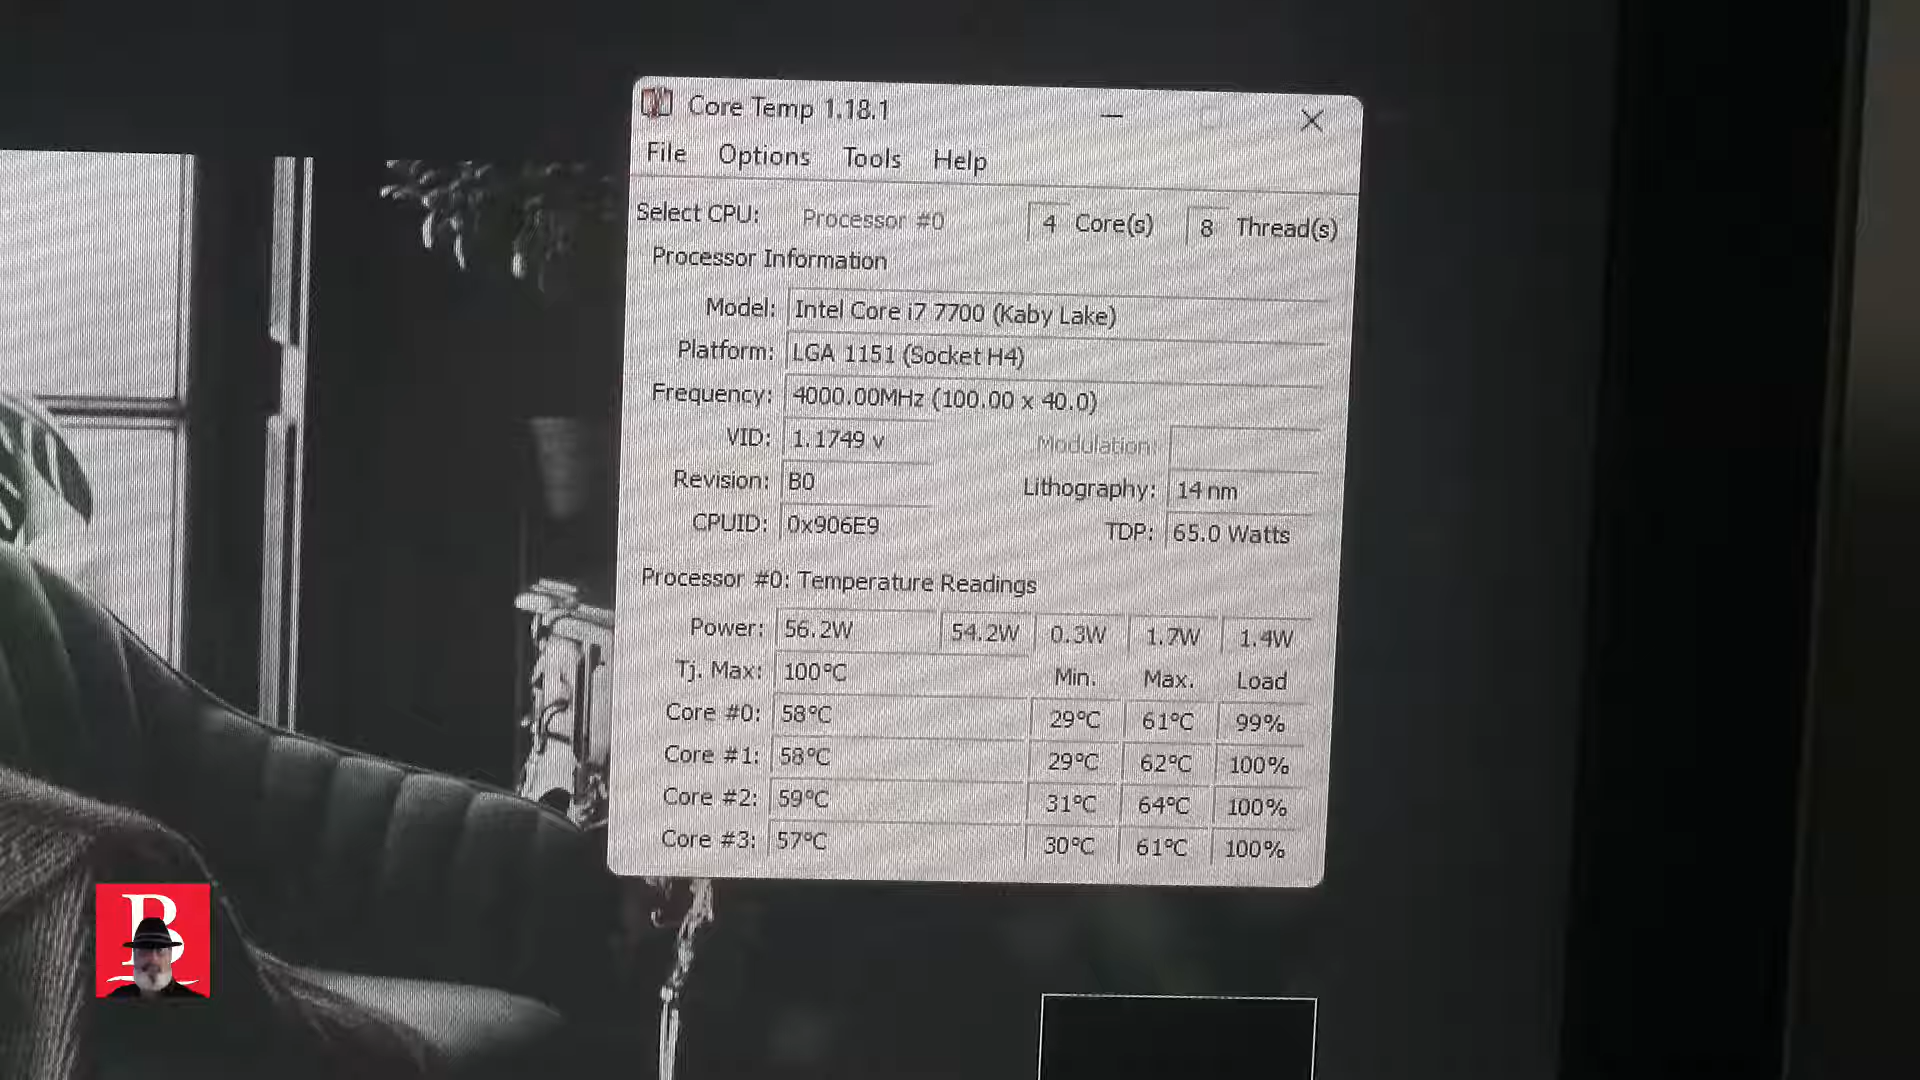 Core Temp 1.18.1
File Options Tools Help
Select CPU: Processor #0 4 Core(s) 8 Thread(s)
Processor Information
Model: Intel Core i7 7700 (Kaby Lake)
Platform: LGA 1151 (Socket H4)
Frequency: 4000.00MHz (100.00 x 40.0)
VID: 1.1749 v Modulation:
Revision: B0 Lithography: 14 nm
CPUID: 0x906E9 TDP: 65.0 Watts
Processor #0: Temperature Readings
Power: 56.2W 54.2W 0.3W 1.7W 1.4W
Tj. Max: 100°C Min. Max. Load
Core #0: 58°C 29°C 61°C 99%
Core #1: 58°C 29°C 62°C 100%
Core #2: 59°C 31°C 64°C 100%
Core #3: 57°C 30°C 61°C 100%
B